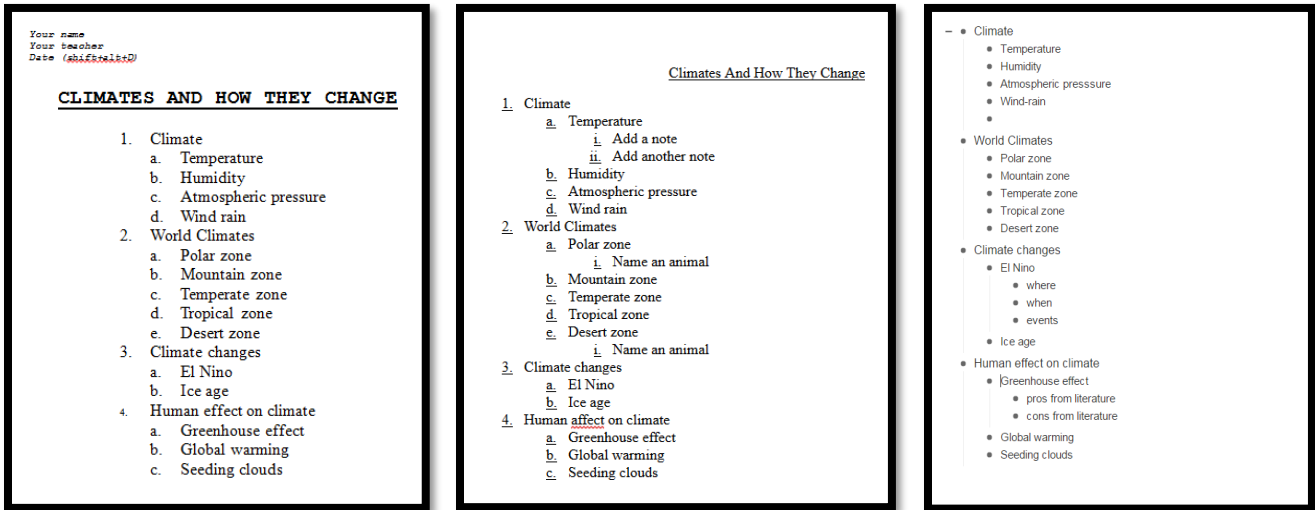 Your name
Your teacher
Date (shift+alt+D)
CLIMATES AND HOW THEY CHANGE
1. Climate
a. Temperature
b. Humidity
c. Atmospheric pressure
d. Wind rain
2. World Climates
a. Polar zone
b. Mountain zone
c. Temperate zone
d. Tropical zone
e. Desert zone
3. Climate changes
a. El Nino
b. Ice age
4. Human effect on climate
a. Greenhouse effect
b. Global warming
c. Seeding clouds
Climates And How They Change
1. Climate
a. Temperature
i. Add a note
ii. Add another note
b. Humidity
c. Atmospheric pressure
d. Wind rain
2. World Climates
a. Polar zone
i. Name an animal
b. Mountain zone
c. Temperate zone
d. Tropical zone
e. Desert zone
i. Name an animal
3. Climate changes
a. El Nino
b. Ice age
4. Human affect on climate
a. Greenhouse effect
b. Global warming
c. Seeding clouds
Climate
Temperature
Humidity
Atmospheric presssure
Wind-rain
World Climates
Polar zone
Mountain zone
Temperate zone
Tropical zone
Desert zone
Climate changes
El Nino
where
when
events
Ice age
Human effect on climate
Greenhouse effect
pros from literature
cons from literature
Global warming
Seeding clouds